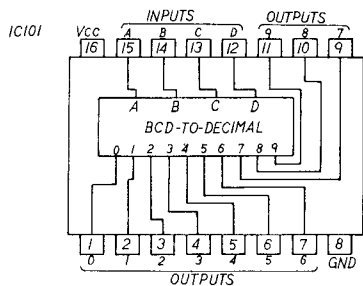 INPUTS OUTPUTS
IC101 VCC A B C D 9 8 7
16 15 14 13 12 11 10 9
A B C D
BCD-TO-DECIMAL
0 1 2 3 4 5 6 7 8 9
1 2 3 4 5 6 7 8
0 1 2 3 4 5 6 GND
OUTPUTS